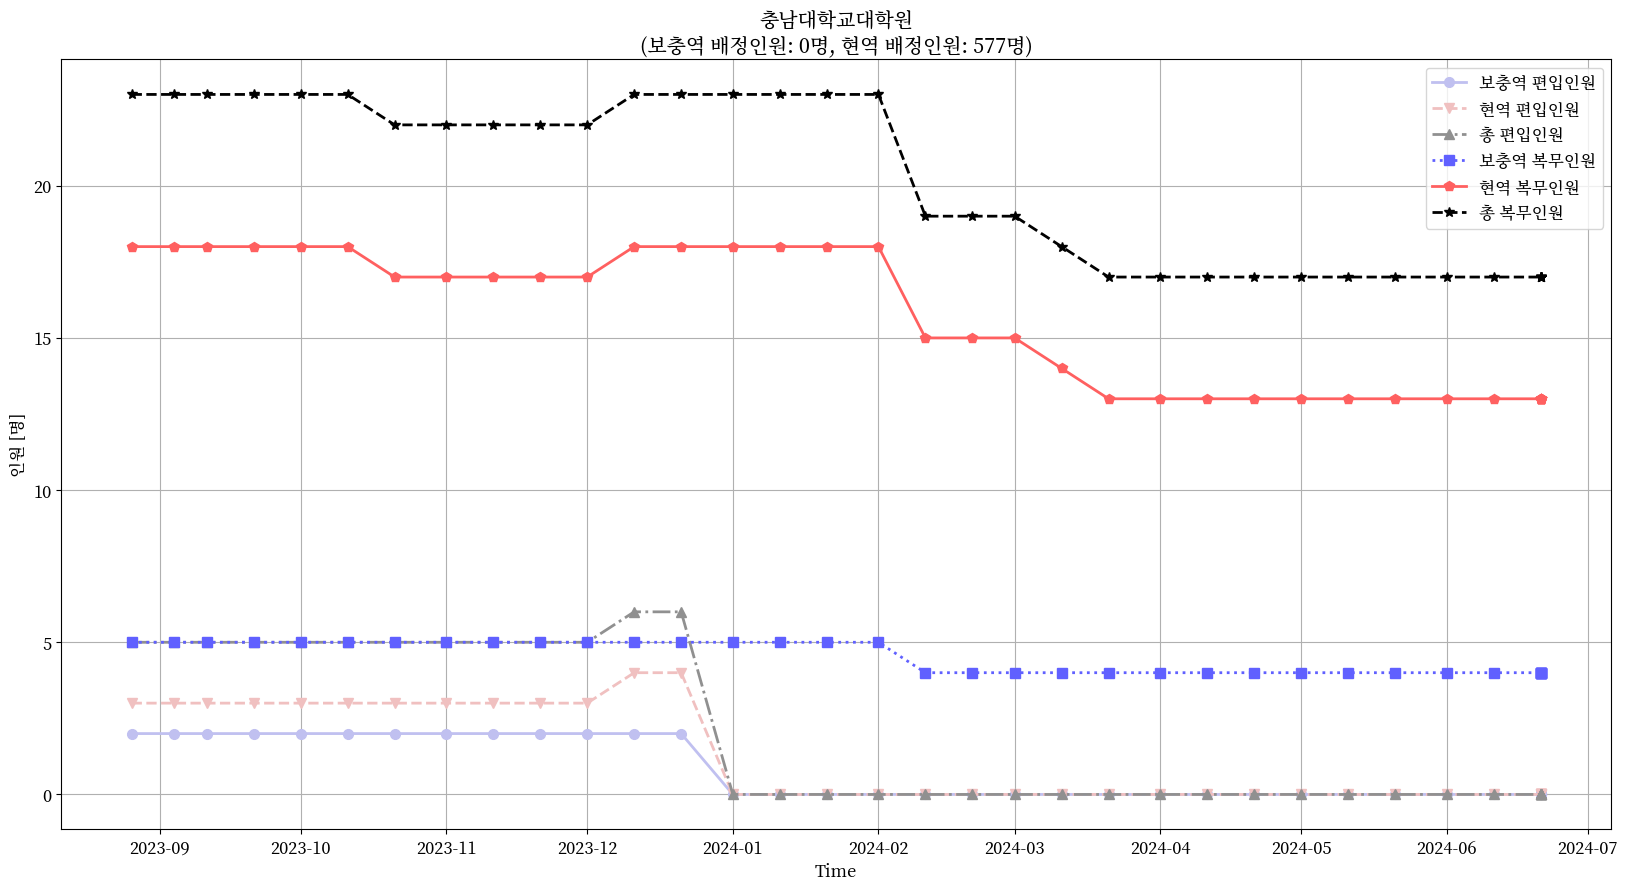 충남대학교대학원
(보충역 배정인원: 0명, 현역 배정인원: 577명)
보충역 편입인원
현역 편입인원
총 편입인원
보충역 복무인원
현역 복무인원
총 복무인원
인원 [명]
20
15
10
5
0
2023-09
2023-10
2023-11
2023-12
2024-01
2024-02
2024-03
2024-04
2024-05
2024-06
2024-07
Time